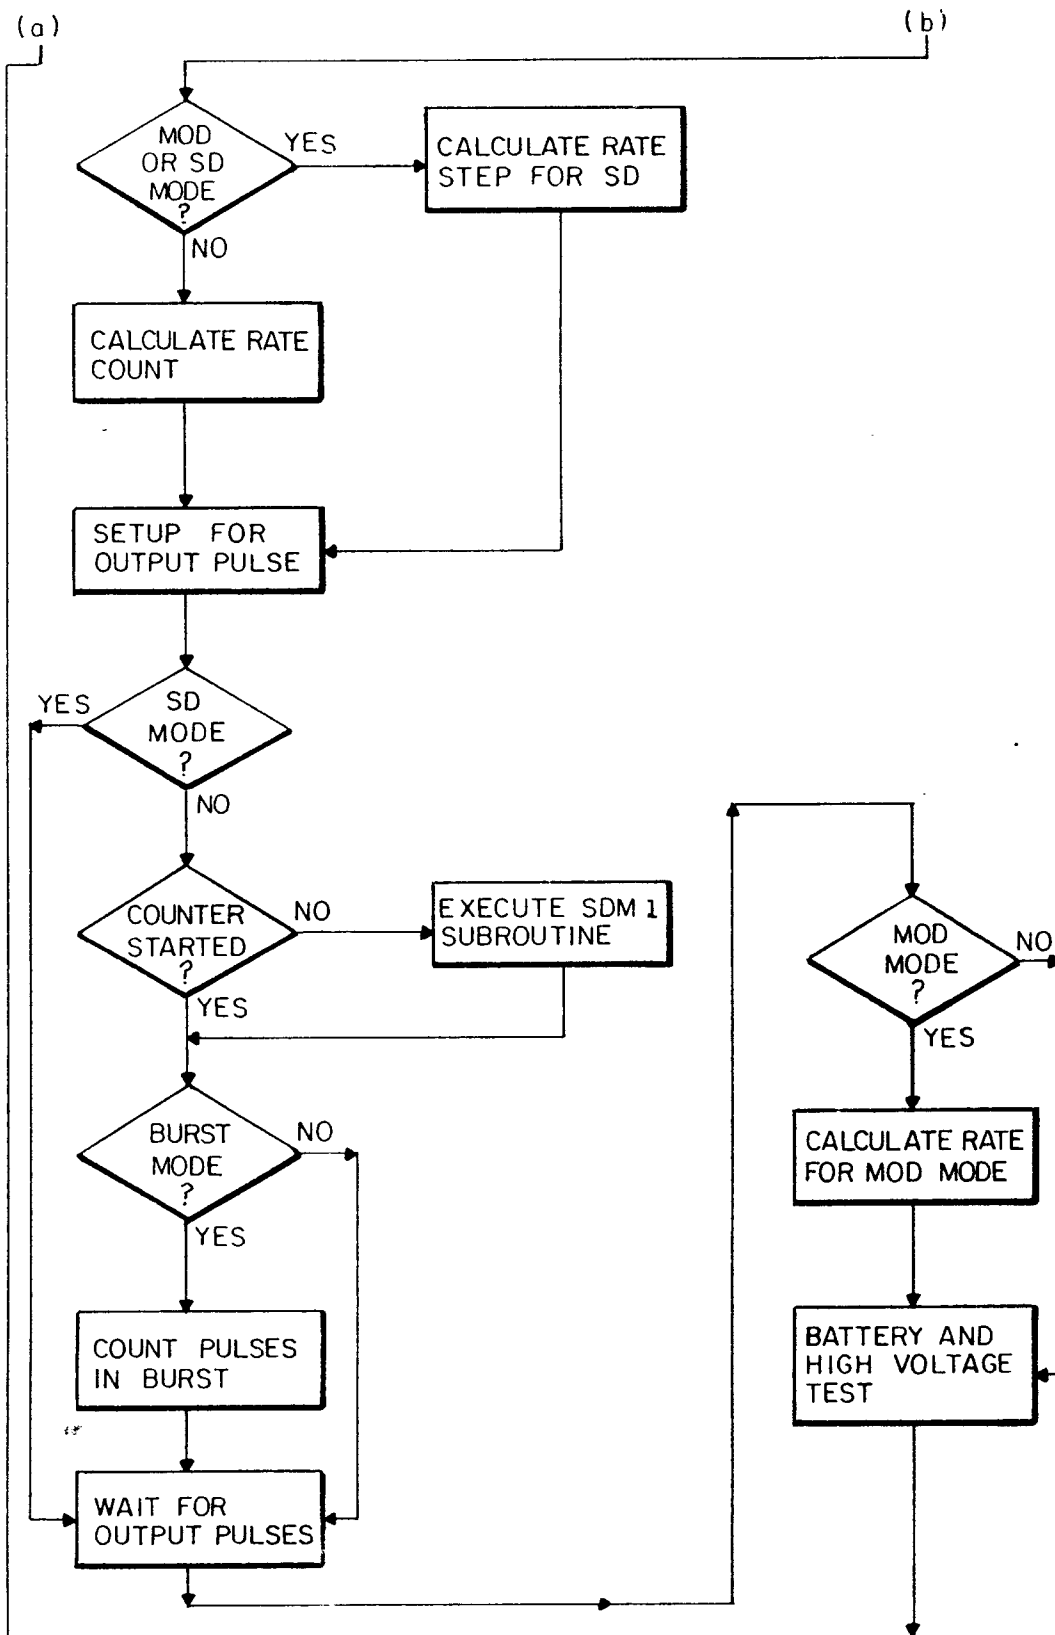 (a)
(b)
MOD
OR SD
MODE
?
YES
CALCULATE RATE
STEP FOR SD
NO
CALCULATE RATE
COUNT
SETUP FOR
OUTPUT PULSE
YES
SD
MODE
?
NO
COUNTER
STARTED
?
NO
EXECUTE SDM 1
SUBROUTINE
YES
BURST
MODE
?
NO
YES
COUNT PULSES
IN BURST
WAIT FOR
OUTPUT PULSES
MOD
MODE
?
NO
YES
CALCULATE RATE
FOR MOD MODE
BATTERY AND
HIGH VOLTAGE
TEST